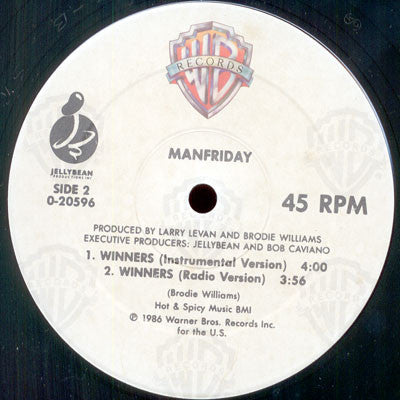 WB
RECORDS
JB
JELLYBEAN
PRODUCTIONS INC
MANFRIDAY
SIDE 2
0-20596
45 RPM
PRODUCED BY LARRY LEVAN AND BRODIE WILLIAMS
EXECUTIVE PRODUCERS: JELLYBEAN AND BOB CAVIANO
1. WINNERS (Instrumental Version) 4:00
2. WINNERS (Radio Version) 3:56
(Brodie Williams)
Hot & Spicy Music BMI
℗ 1986 Warner Bros. Records Inc.
for the U.S.